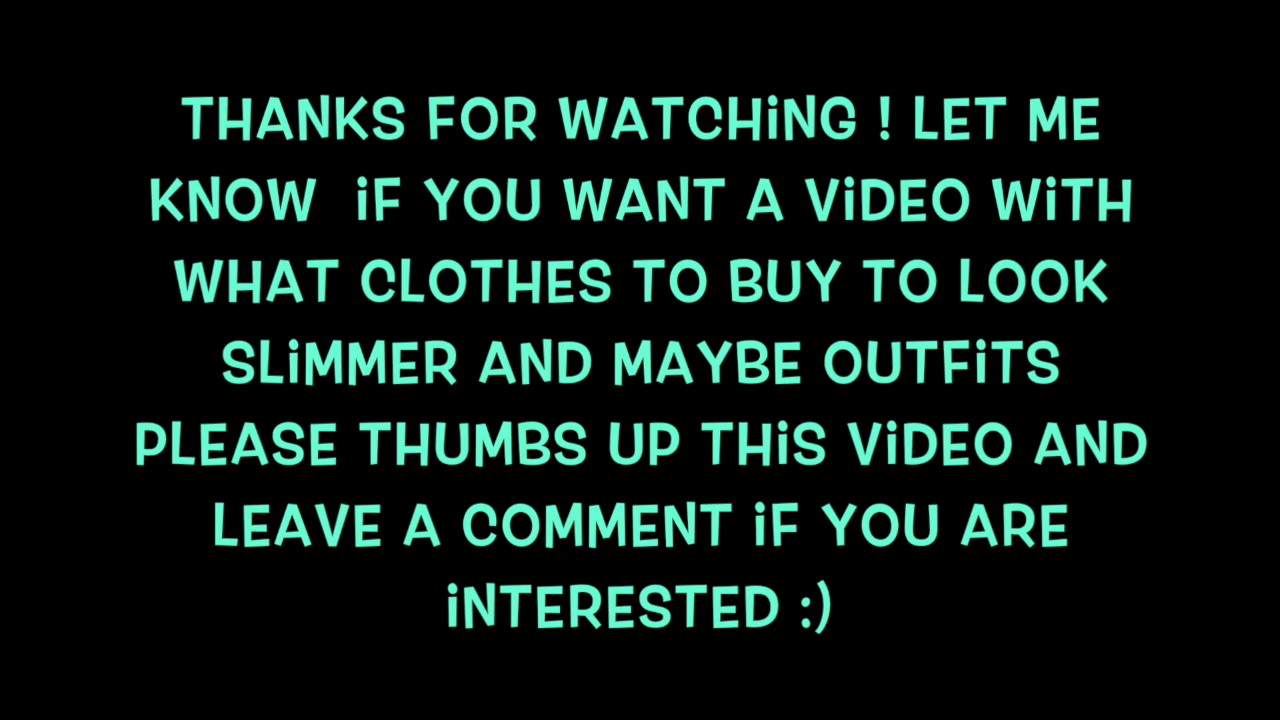 THANKS FOR WATCHiNG ! LET ME
KNOW  iF YOU WANT A ViDEO WiTH
WHAT CLOTHES TO BUY TO LOOK
SLiMMER AND MAYBE OUTFiTS
PLEASE THUMBS UP THiS ViDEO AND
LEAVE A COMMENT iF YOU ARE
iNTERESTED :)